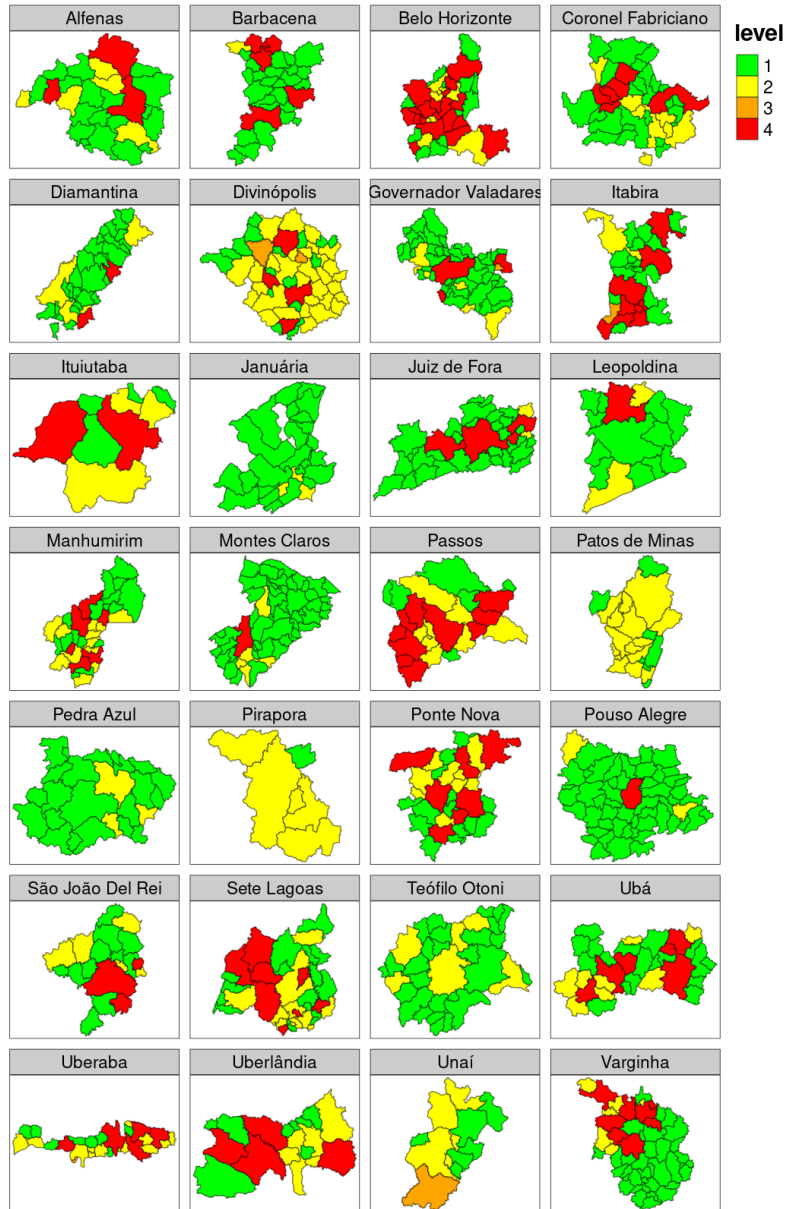 Alfenas
Barbacena
Belo Horizonte
Coronel Fabriciano
level
1
2
3
4
Diamantina
Divinópolis
Governador Valadares
Itabira
Ituiutaba
Januária
Juiz de Fora
Leopoldina
Manhumirim
Montes Claros
Passos
Patos de Minas
Pedra Azul
Pirapora
Ponte Nova
Pouso Alegre
São João Del Rei
Sete Lagoas
Teófilo Otoni
Ubá
Uberaba
Uberlândia
Unaí
Varginha